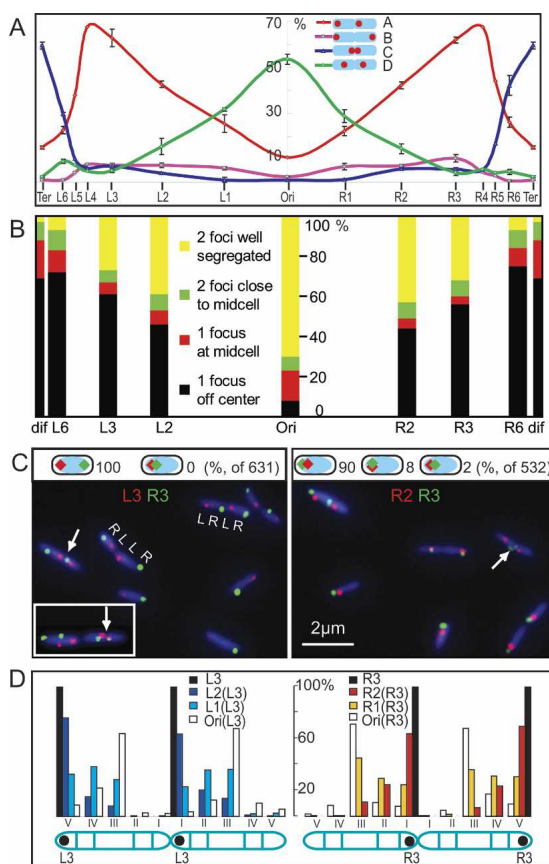 A
70
%
50
30
10
A
B
C
D
Ter L6 L5 L4 L3 L2 L1 Ori R1 R2 R3 R4 R5 R6 Ter
B
100 %
80
60
40
20
0
2 foci well
segregated
2 foci close
to midcell
1 focus
at midcell
1 focus
off center
dif L6 L3 L2 Ori R2 R3 R6 dif
C
100 0 (%, of 631)
90 8 2 (%, of 532)
L3 R3
R2 R3
L R L R
R L L R
2μm
D
L3
L2(L3)
L1(L3)
Ori(L3)
100%
60
20
R3
R2(R3)
R1(R3)
Ori(R3)
V IV III II I I II III IV V
V IV III II I I II III IV V
L3 L3 R3 R3